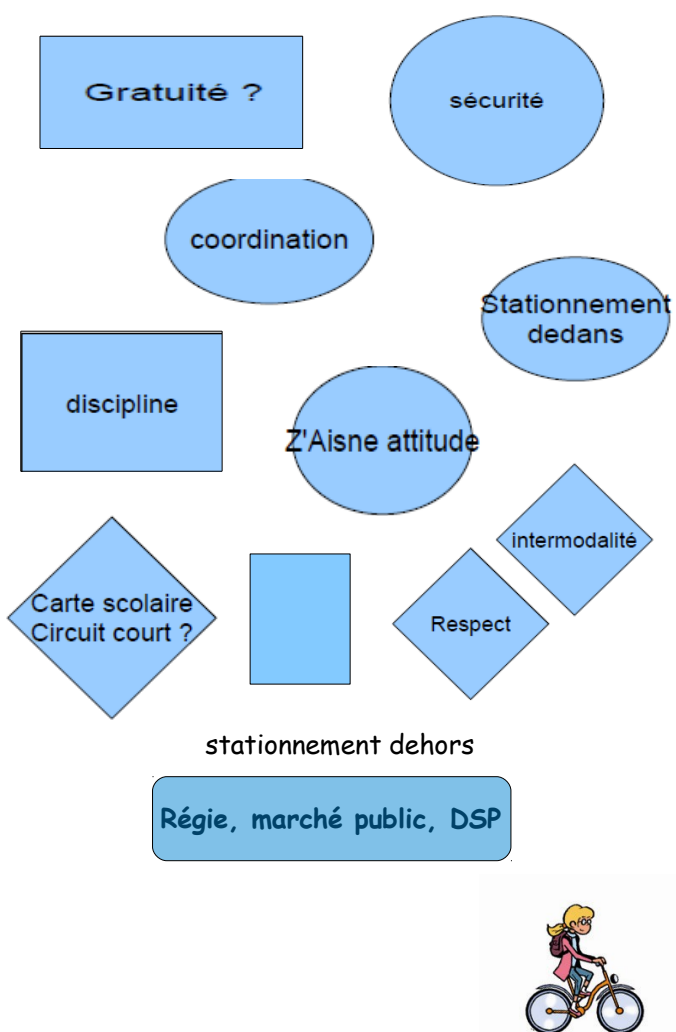 Gratuité ?
sécurité
coordination
Stationnement
dedans
discipline
Z'Aisne attitude
intermodalité
Carte scolaire
Circuit court ?
Respect
stationnement dehors
Régie, marché public, DSP